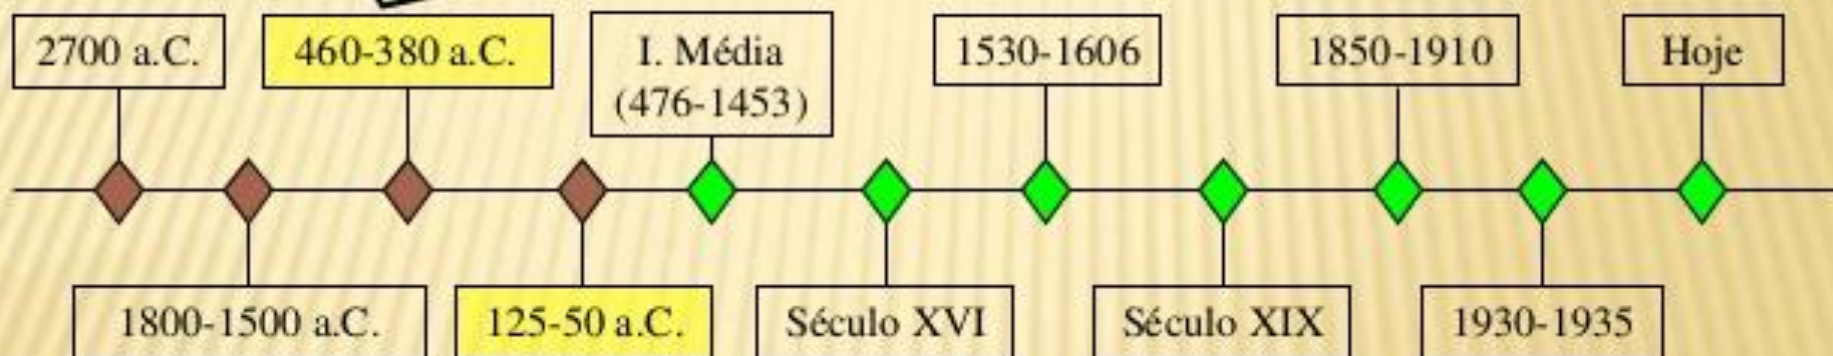 2700 a.C.
460-380 a.C.
I. Média
(476-1453)
1530-1606
1850-1910
Hoje
1800-1500 a.C.
125-50 a.C.
Século XVI
Século XIX
1930-1935